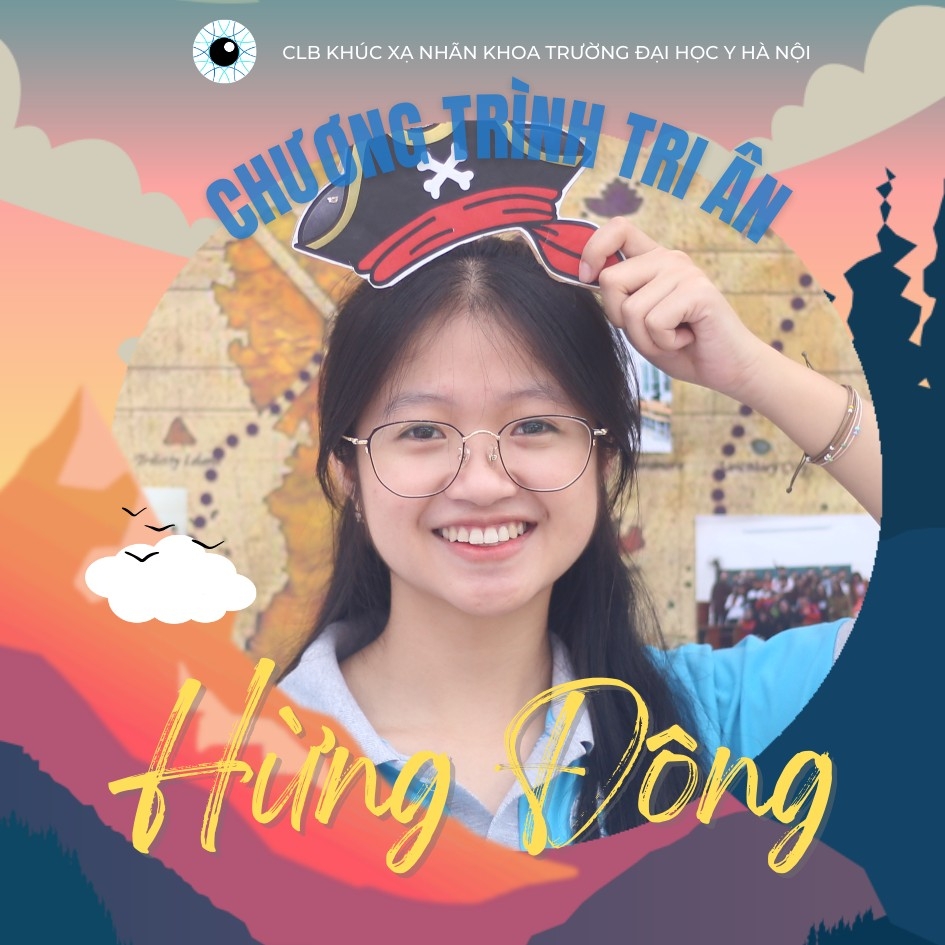 CLB KHÚC XẠ NHÃN KHOA TRƯỜNG ĐẠI HỌC Y HÀ NỘI
CHƯƠNG TRÌNH TRI ÂN
Hừng Đông